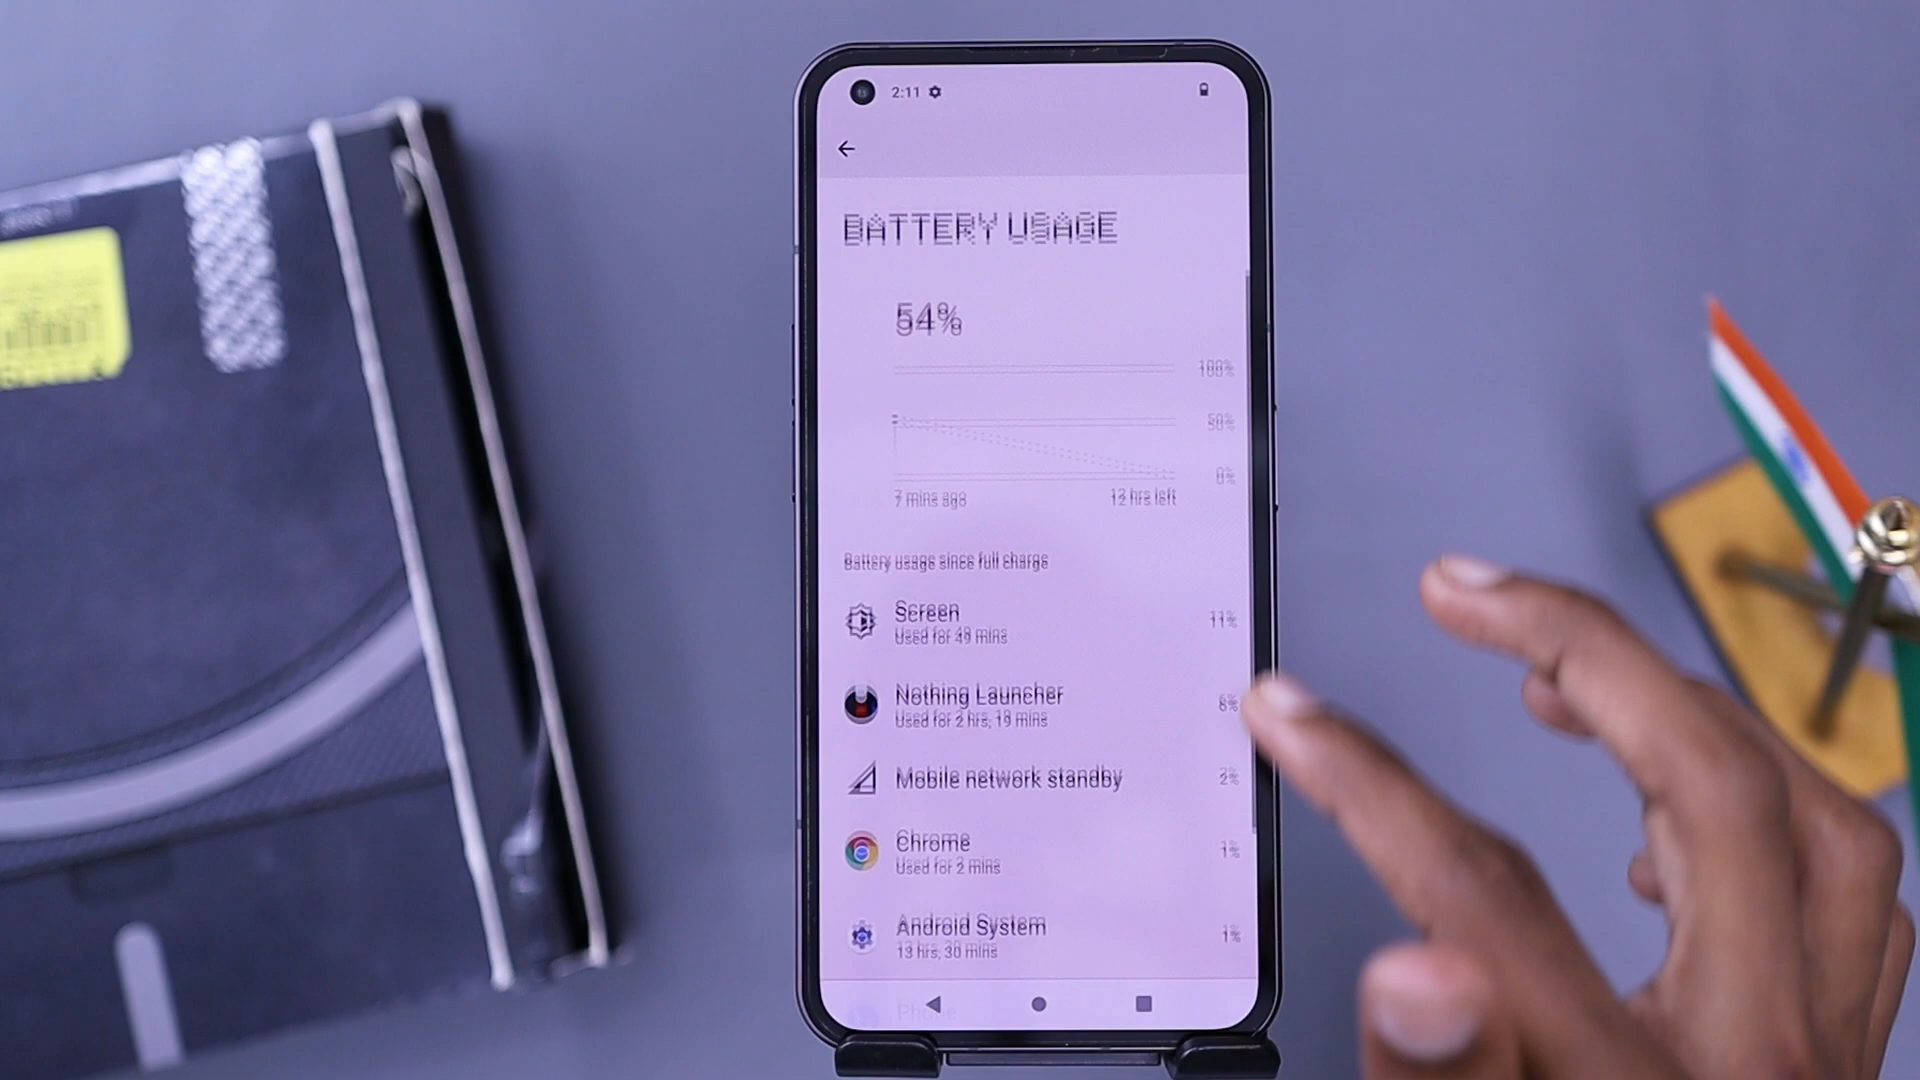 2:11
BATTERY USAGE
54%
100%
50%
0%
7 mins ago 12 hrs left
Battery usage since full charge
Screen 11%
Used for 49 mins
Nothing Launcher 6%
Used for 2 hrs, 19 mins
Mobile network standby 2%
Chrome 1%
Used for 2 mins
Android System 1%
13 hrs, 30 mins
Phone